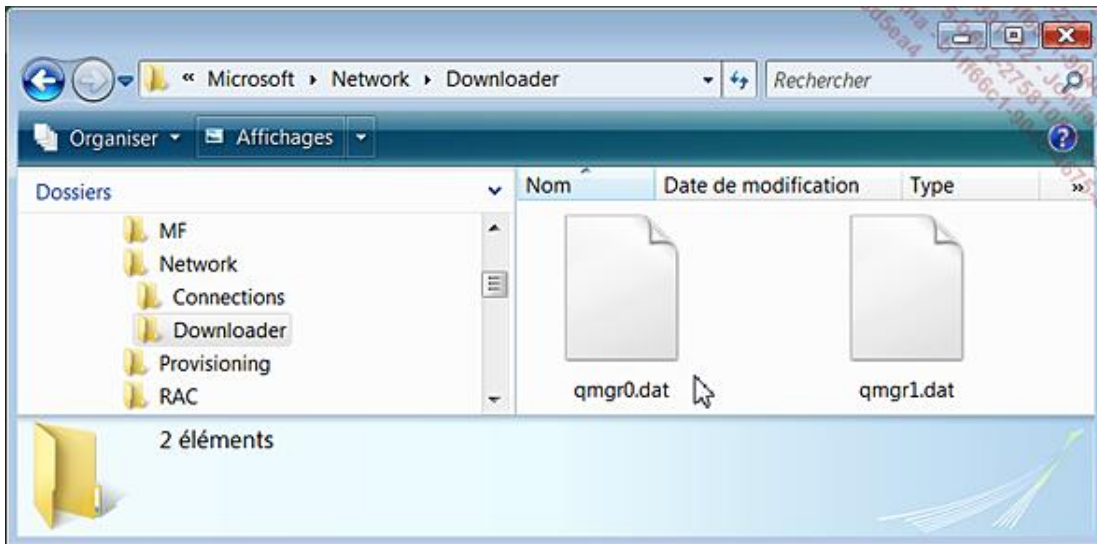 « Microsoft ▸ Network ▸ Downloader
Rechercher
Organiser
Affichages
Dossiers
Nom
Date de modification
Type
»
MF
Network
Connections
Downloader
Provisioning
RAC
qmgr0.dat
qmgr1.dat
2 éléments